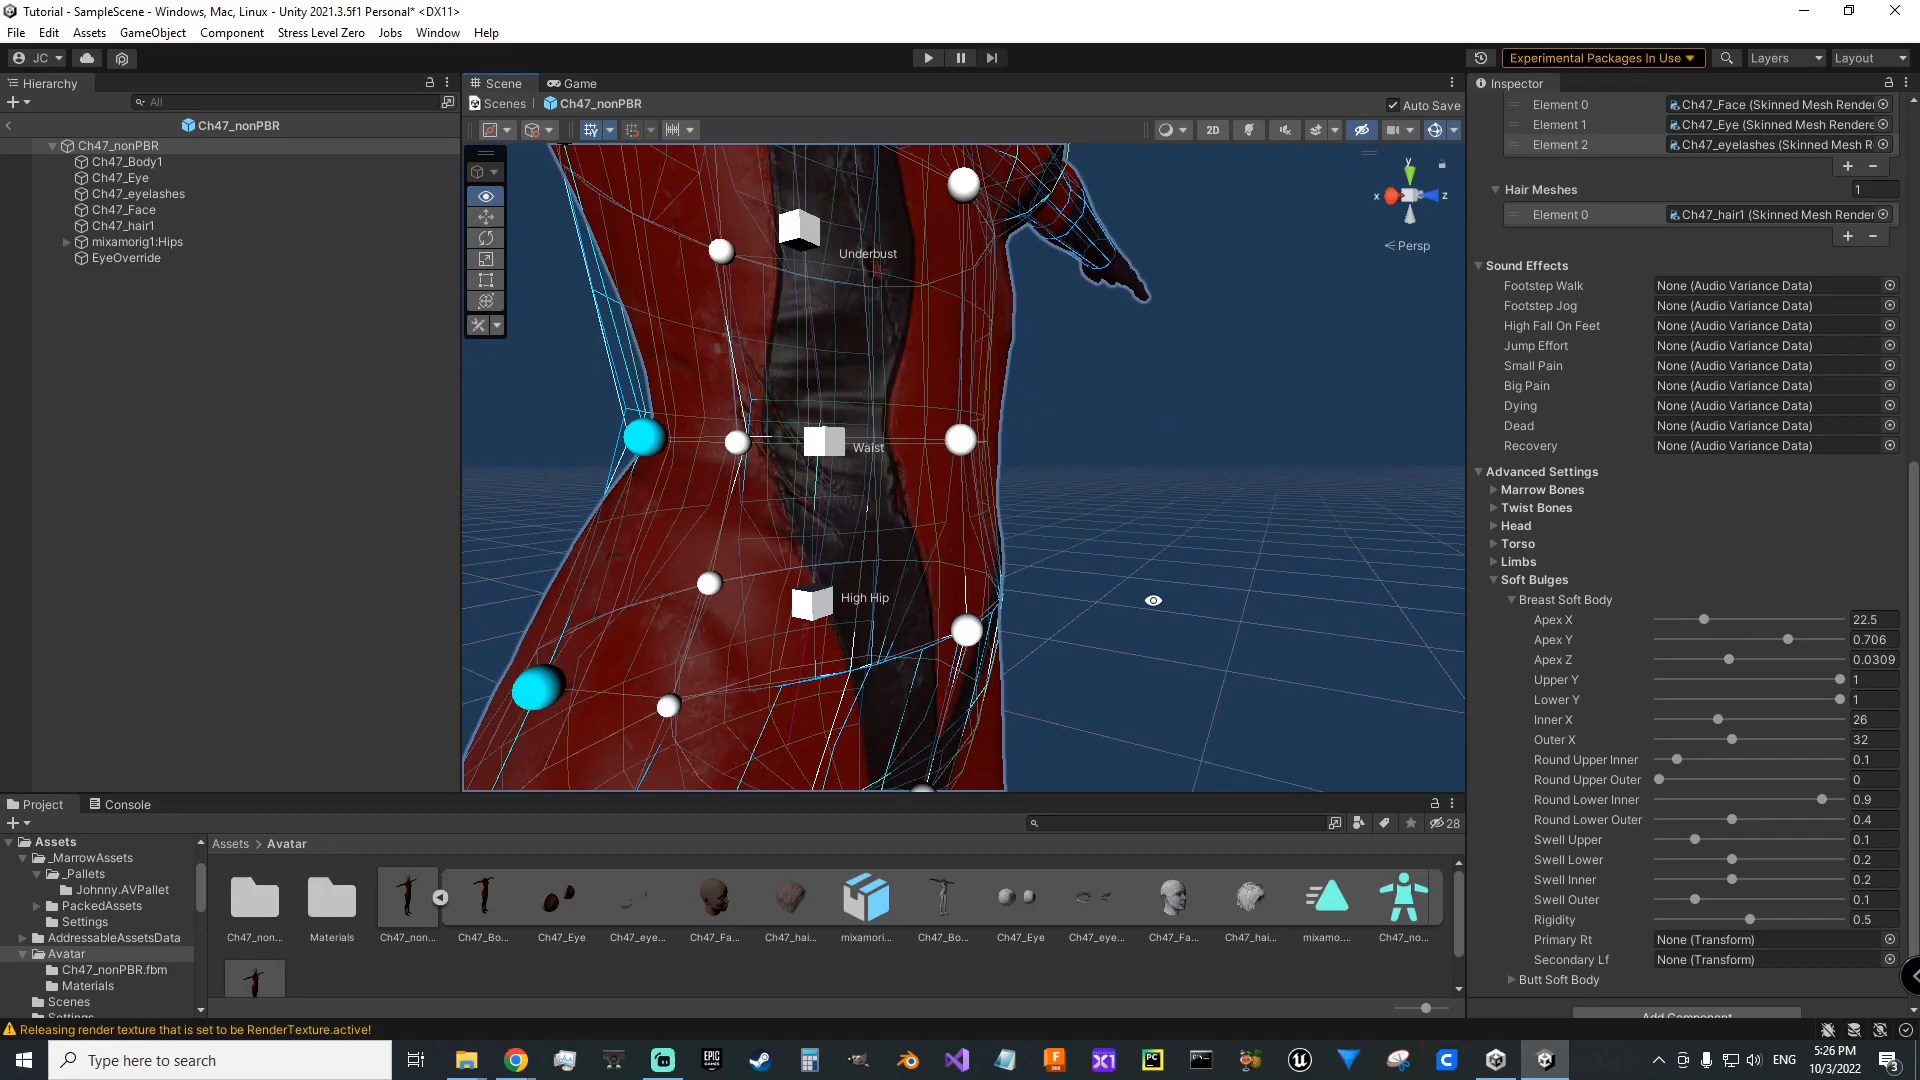 Tutorial - SampleScene - Windows, Mac, Linux - Unity 2021.3.5f1 Personal* <DX11>
File Edit Assets GameObject Component Stress Level Zero Jobs Window Help
JC
Experimental Packages In Use
Layers
Layout
Hierarchy
All
Ch47_nonPBR
Ch47_nonPBR
Ch47_Body1
Ch47_Eye
Ch47_eyelashes
Ch47_Face
Ch47_hair1
mixamorig1:Hips
EyeOverride
Scene
Game
Scenes
Ch47_nonPBR
Auto Save
2D
y
x
z
Persp
Underbust
Waist
High Hip
Inspector
Element 0 Ch47_Face (Skinned Mesh Render
Element 1 Ch47_Eye (Skinned Mesh Rendere
Element 2 Ch47_eyelashes (Skinned Mesh R
Hair Meshes 1
Element 0 Ch47_hair1 (Skinned Mesh Render
Sound Effects
Footstep Walk None (Audio Variance Data)
Footstep Jog None (Audio Variance Data)
High Fall On Feet None (Audio Variance Data)
Jump Effort None (Audio Variance Data)
Small Pain None (Audio Variance Data)
Big Pain None (Audio Variance Data)
Dying None (Audio Variance Data)
Dead None (Audio Variance Data)
Recovery None (Audio Variance Data)
Advanced Settings
Marrow Bones
Twist Bones
Head
Torso
Limbs
Soft Bulges
Breast Soft Body
Apex X 22.5
Apex Y 0.706
Apex Z 0.0309
Upper Y 1
Lower Y 1
Inner X 26
Outer X 32
Round Upper Inner 0.1
Round Upper Outer 0
Round Lower Inner 0.9
Round Lower Outer 0.4
Swell Upper 0.1
Swell Lower 0.2
Swell Inner 0.2
Swell Outer 0.1
Rigidity 0.5
Primary Rt None (Transform)
Secondary Lf None (Transform)
Butt Soft Body
Add Component
Project
Console
28
Assets
_MarrowAssets
_Pallets
Johnny.AVPallet
PackedAssets
Settings
AddressableAssetsData
Avatar
Ch47_nonPBR.fbm
Materials
Scenes
Settings
Assets > Avatar
Ch47_non... Materials Ch47_non... Ch47_Bo... Ch47_Eye Ch47_eye... Ch47_Fa... Ch47_hai... mixamori... Ch47_Bo... Ch47_Eye Ch47_eye... Ch47_Fa... Ch47_hai... mixamo.... Ch47_no...
Releasing render texture that is set to be RenderTexture.active!
Type here to search
EPIC GAMES
X1
PC
ENG
5:26 PM
10/3/2022
3